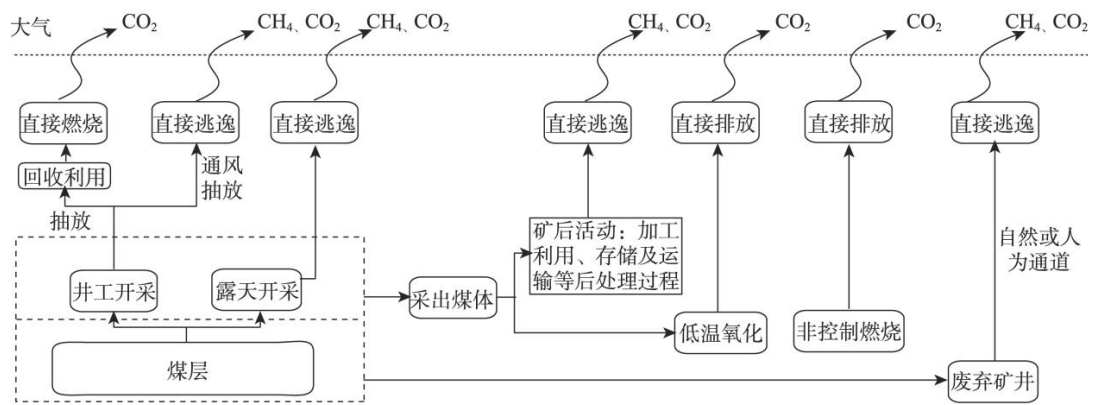 大气
CO₂
CH₄、CO₂
CH₄、CO₂
CH₄、CO₂
CO₂
CO₂
CH₄、CO₂
直接燃烧
直接逃逸
直接逃逸
直接逃逸
直接排放
直接排放
直接逃逸
回收利用
通风
抽放
抽放
矿后活动：加工
利用、存储及运
输等后处理过程
自然或人
为通道
井工开采
露天开采
采出煤体
低温氧化
非控制燃烧
煤层
废弃矿井